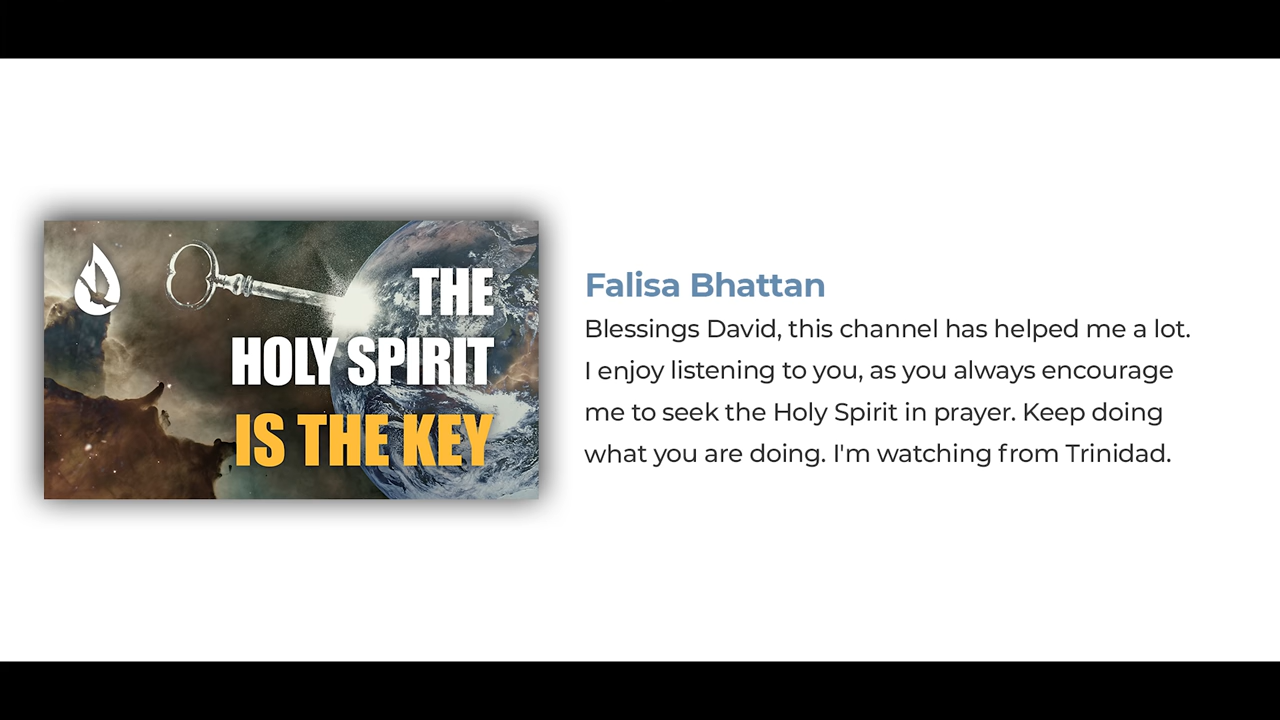 THE
HOLY SPIRIT
IS THE KEY
Falisa Bhattan
Blessings David, this channel has helped me a lot.
I enjoy listening to you, as you always encourage
me to seek the Holy Spirit in prayer. Keep doing
what you are doing. I'm watching from Trinidad.